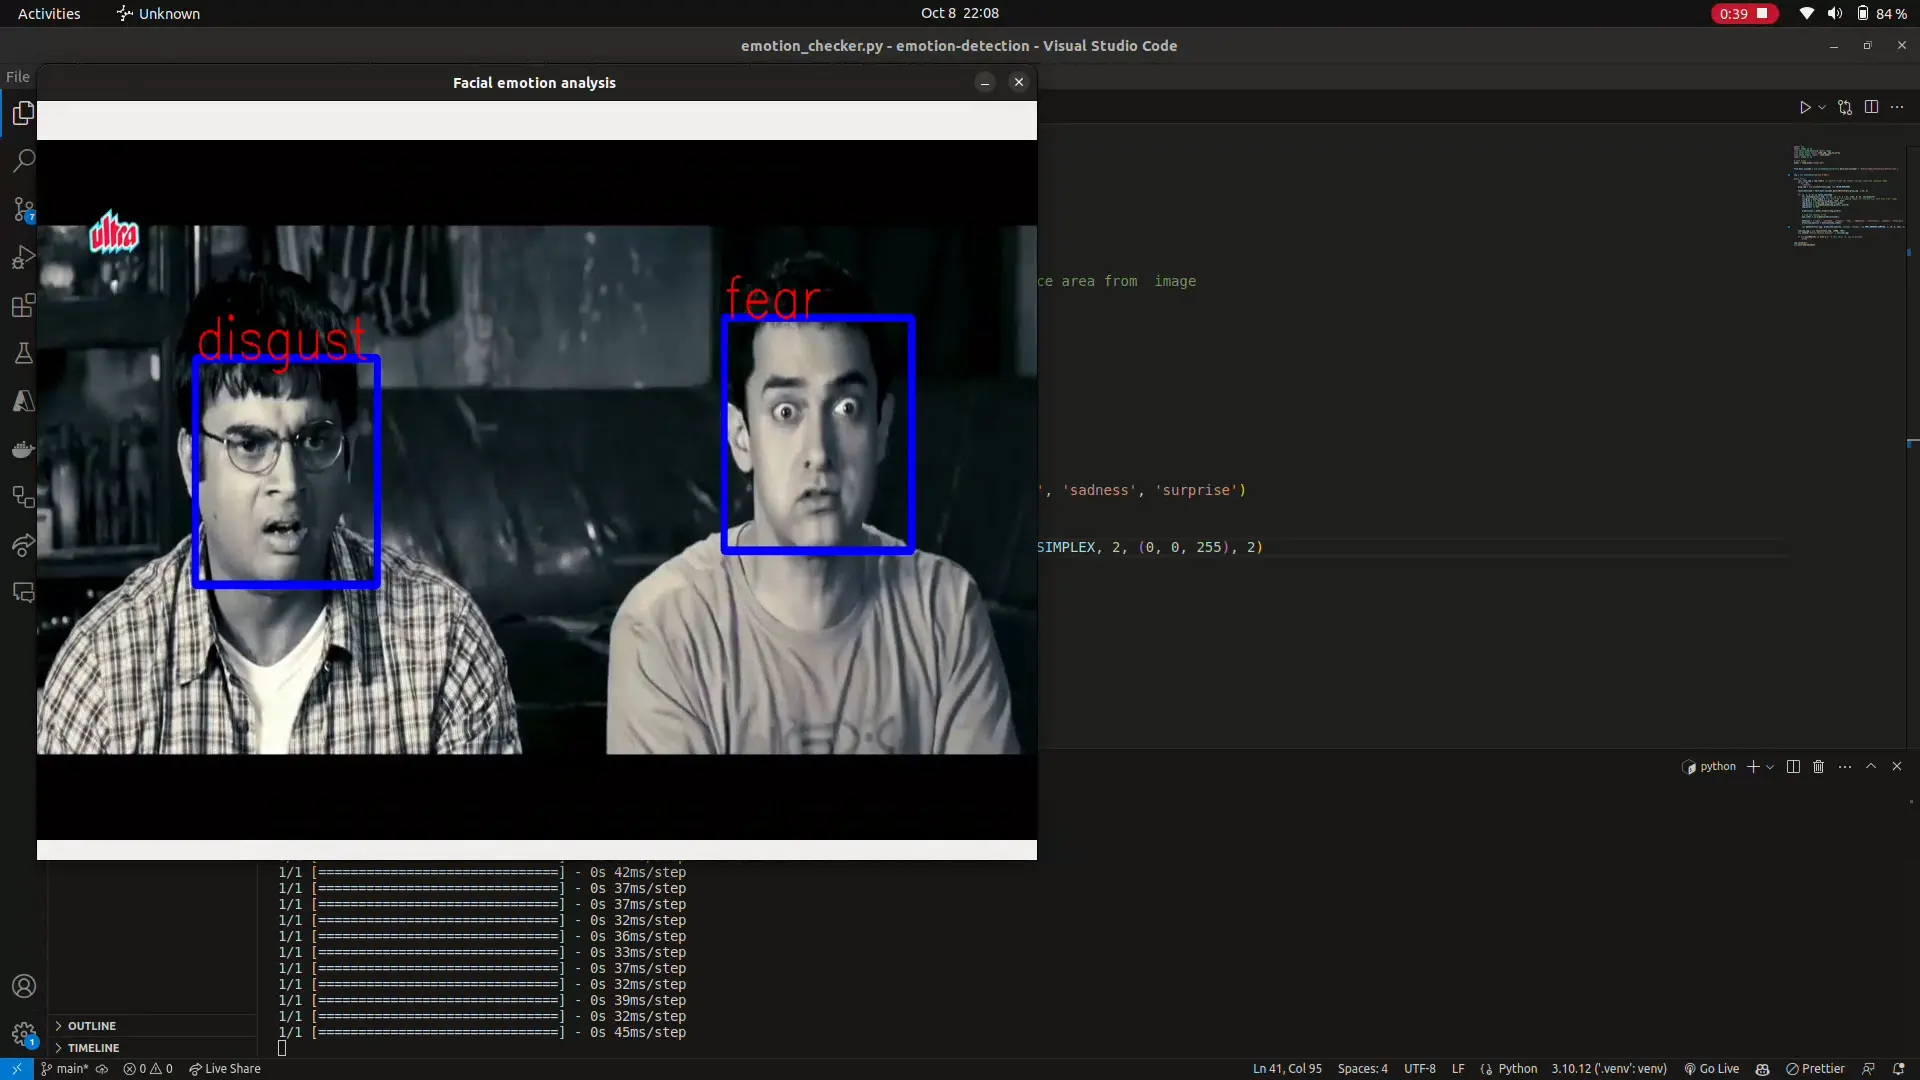 Activities
Unknown
Oct 8 22:08
0:39
84 %
emotion_checker.py - emotion-detection - Visual Studio Code
File
Facial emotion analysis
ultra
fear
disgust
ce area from  image
', 'sadness', 'surprise')
SIMPLEX, 2, (0, 0, 255), 2)
7
python
1/1 [==============================] - 0s 42ms/step
1/1 [==============================] - 0s 37ms/step
1/1 [==============================] - 0s 37ms/step
1/1 [==============================] - 0s 32ms/step
1/1 [==============================] - 0s 36ms/step
1/1 [==============================] - 0s 33ms/step
1/1 [==============================] - 0s 37ms/step
1/1 [==============================] - 0s 32ms/step
1/1 [==============================] - 0s 39ms/step
1/1 [==============================] - 0s 32ms/step
1/1 [==============================] - 0s 45ms/step
OUTLINE
TIMELINE
1
main*
0
0
Live Share
Ln 41, Col 95
Spaces: 4
UTF-8
LF
Python
3.10.12 ('.venv': venv)
Go Live
Prettier